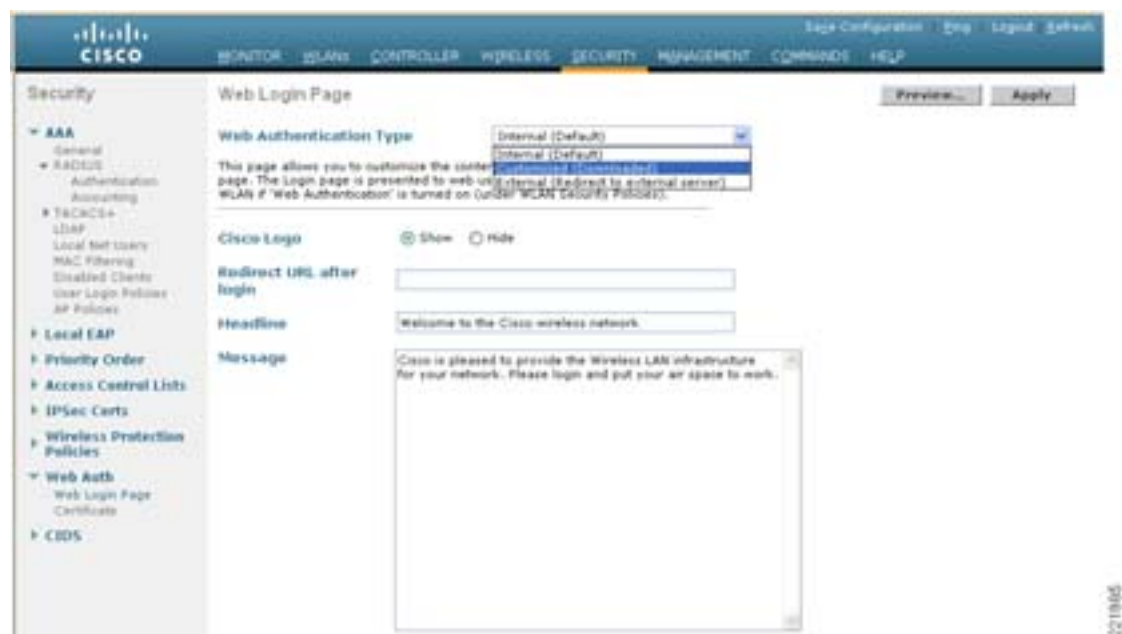 Save Configuration Ping Logout Refresh
CISCO
MONITOR WLANs CONTROLLER WIRELESS SECURITY MANAGEMENT COMMANDS HELP
Security
Web Login Page
Preview... Apply
AAA
General
RADIUS
Authentication
Accounting
TACACS+
LDAP
Local Net Users
MAC Filtering
Disabled Clients
User Login Policies
AP Policies
Local EAP
Priority Order
Access Control Lists
IPSec Certs
Wireless Protection
Policies
Web Auth
Web Login Page
Certificate
CIDS
Web Authentication Type
Internal (Default)
Internal (Default)
Customized (Downloaded)
External (Redirect to external server)
This page allows you to customize the conten
page. The Login page is presented to web us
WLAN if 'Web Authentication' is turned on (under WLAN Security Policies).
Cisco Logo
Show Hide
Redirect URL after
login
Headline
Welcome to the Cisco wireless network
Message
Cisco is pleased to provide the Wireless LAN infrastructure
for your network. Please login and put your air space to work.
221885